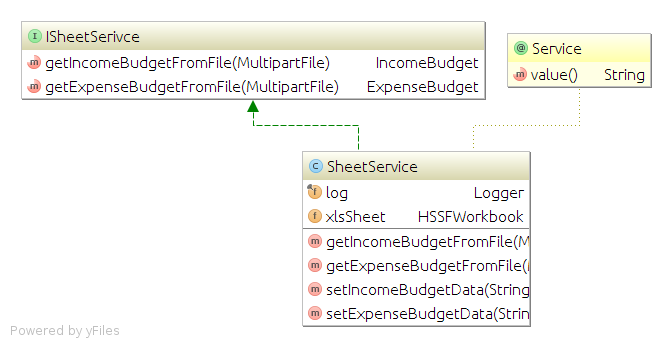 I ISheetSerivce
m getIncomeBudgetFromFile(MultipartFile) IncomeBudget
m getExpenseBudgetFromFile(MultipartFile) ExpenseBudget
@ Service
m value() String
C SheetService
f log Logger
f xlsSheet HSSFWorkbook
m getIncomeBudgetFromFile(M
m getExpenseBudgetFromFile(M
m setIncomeBudgetData(String
m setExpenseBudgetData(Strin
Powered by yFiles